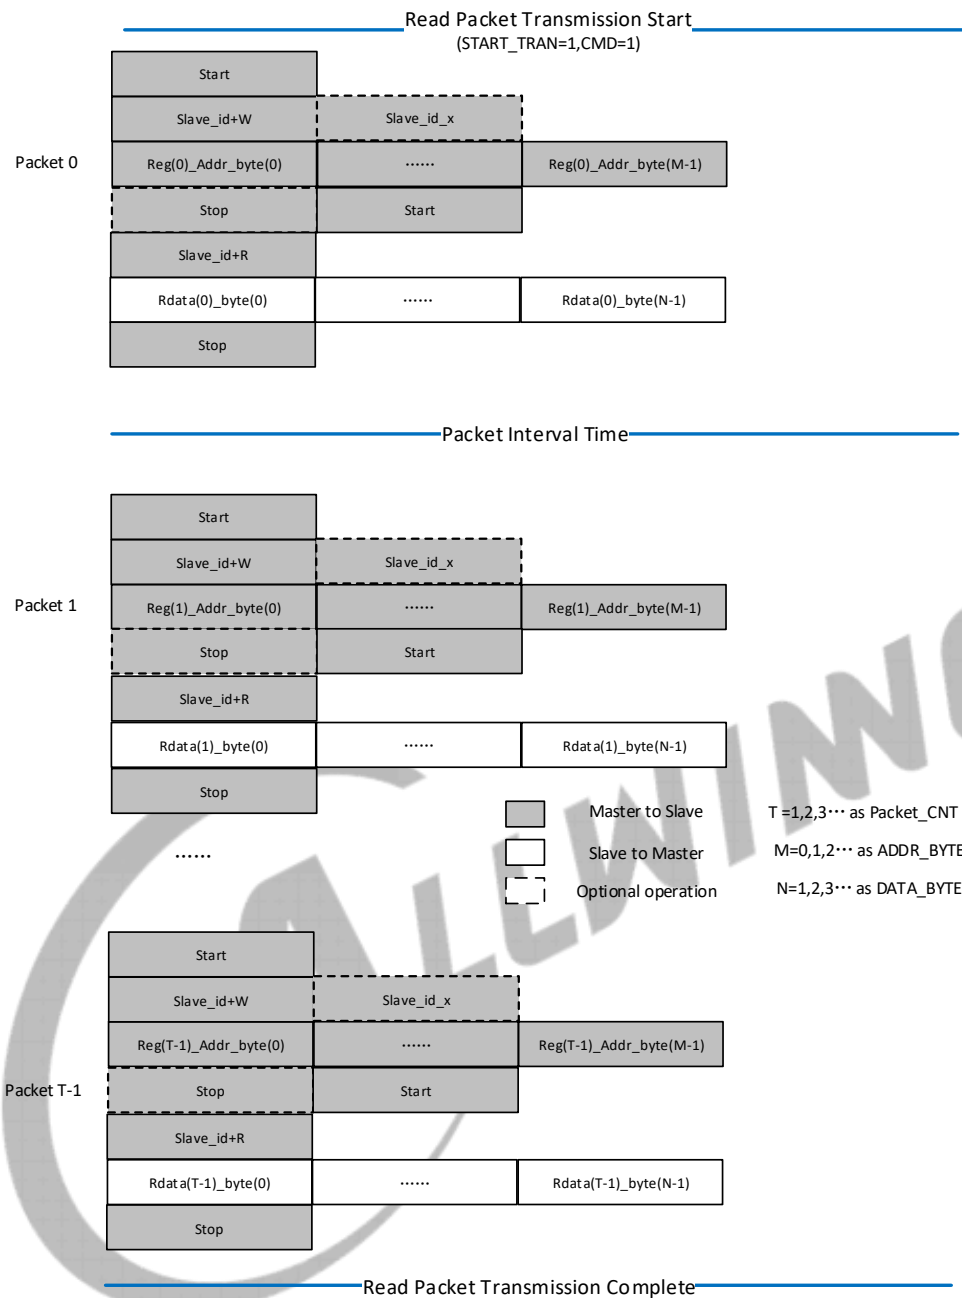 Read Packet Transmission Start
(START_TRAN=1,CMD=1)
Start
Slave_id+W Slave_id_x
Packet 0 Reg(0)_Addr_byte(0) ...... Reg(0)_Addr_byte(M-1)
Stop Start
Slave_id+R
Rdata(0)_byte(0) ...... Rdata(0)_byte(N-1)
Stop
Packet Interval Time
Start
Slave_id+W Slave_id_x
Packet 1 Reg(1)_Addr_byte(0) ...... Reg(1)_Addr_byte(M-1)
Stop Start
Slave_id+R
Rdata(1)_byte(0) ...... Rdata(1)_byte(N-1)
Stop
Master to Slave T =1,2,3··· as Packet_CNT
...... Slave to Master M=0,1,2··· as ADDR_BYTE
Optional operation N=1,2,3··· as DATA_BYTE
Start
Slave_id+W Slave_id_x
Reg(T-1)_Addr_byte(0) ...... Reg(T-1)_Addr_byte(M-1)
Packet T-1 Stop Start
Slave_id+R
Rdata(T-1)_byte(0) ...... Rdata(T-1)_byte(N-1)
Stop
Read Packet Transmission Complete
ALLWINN